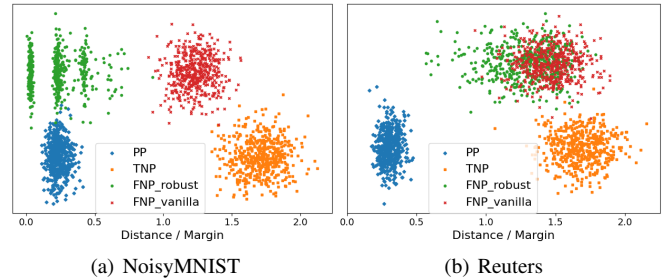 PP
TNP
FNP_robust
FNP_vanilla
0.0 0.5 1.0 1.5 2.0
Distance / Margin
(a) NoisyMNIST
PP
TNP
FNP_robust
FNP_vanilla
0.0 0.5 1.0 1.5 2.0
Distance / Margin
(b) Reuters